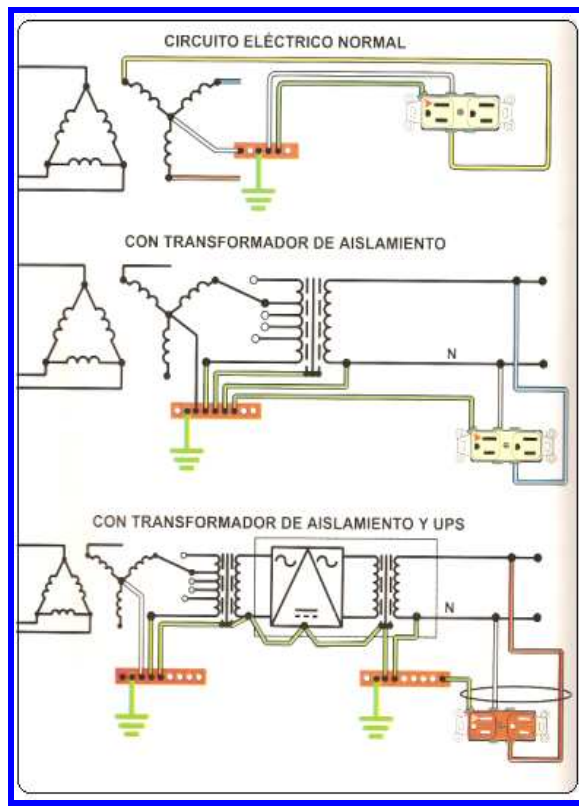 CIRCUITO ELÉCTRICO NORMAL
CON TRANSFORMADOR DE AISLAMIENTO
N
CON TRANSFORMADOR DE AISLAMIENTO Y UPS
N